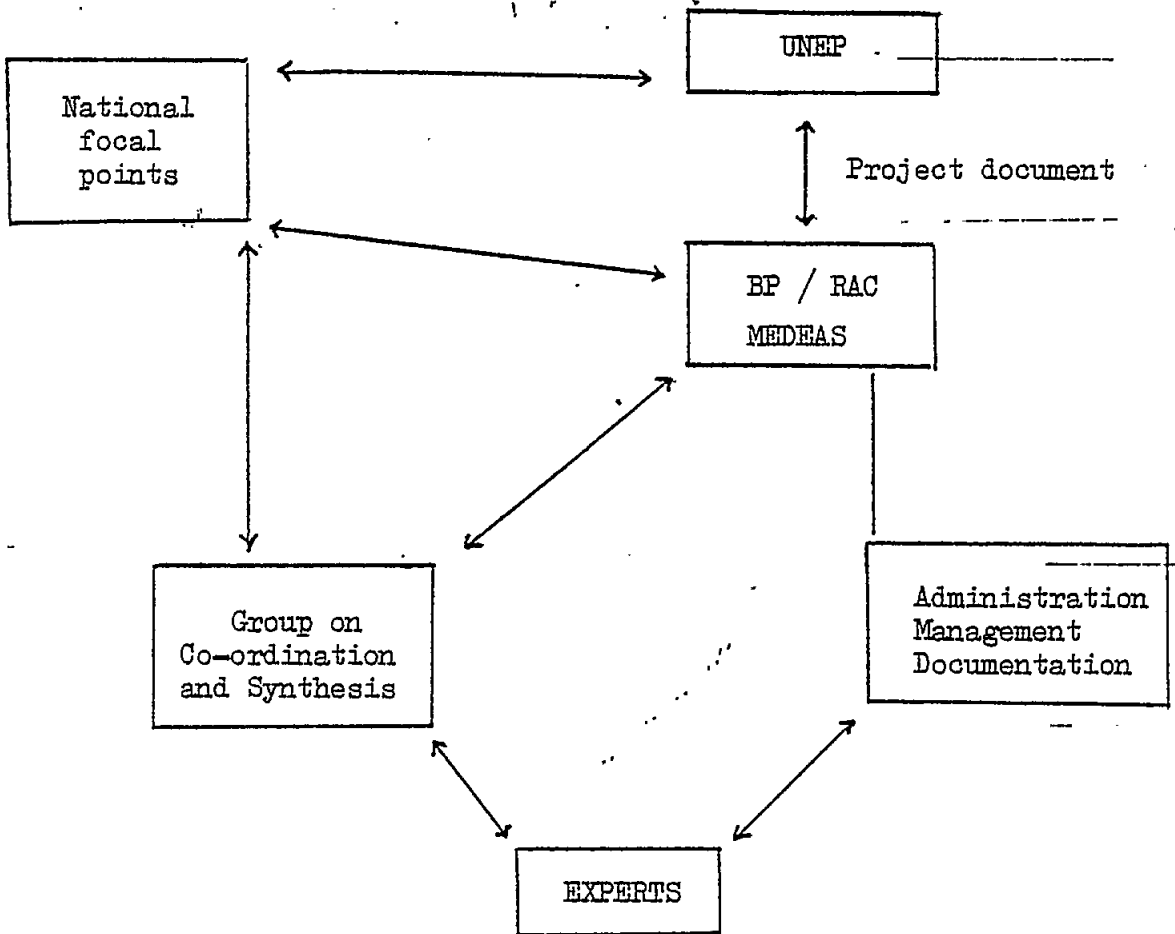 UNEP
National
focal
points
Project document
BP / RAC
MEDEAS
Group on
Co-ordination
and Synthesis
Administration
Management
Documentation
EXPERTS